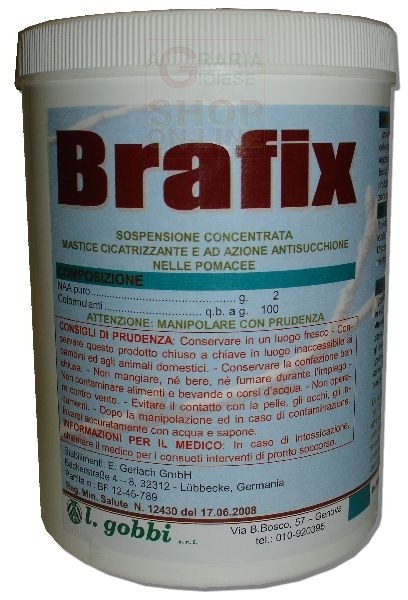 AGRARIA
GIOIESE
SHOP
ON LINE
Brafix
SOSPENSIONE CONCENTRATA
MASTICE CICATRIZZANTE E AD AZIONE ANTISUCCHIONE
NELLE POMACEE
COMPOSIZIONE
NAA puro........................................ g. 2
Coformulanti........................ q.b. a g. 100
ATTENZIONE: MANIPOLARE CON PRUDENZA
CONSIGLI DI PRUDENZA: Conservare in un luogo fresco - Con-
servare questo prodotto chiuso a chiave in luogo inaccessibile ai
bambini ed agli animali domestici. - Conservare la confezione ben
chiusa. - Non mangiare, né bere, né fumare durante l'impiego -
Non contaminare alimenti e bevande o corsi d'acqua. - Non opera-
re contro vento. - Evitare il contatto con la pelle, gli occhi, gli in-
dumenti. - Dopo la manipolazione ed in caso di contaminazione,
lavarsi accuratamente con acqua e sapone.
INFORMAZIONI PER IL MEDICO: In caso di intossicazione,
chiamare il medico per i consueti interventi di pronto soccorso.
Stabilimenti: E. Gerlach GmbH
Bäckerstraße 4 – 8, 32312 - Lübbecke, Germania
Partita n.: BF 12-45-789
Reg. Min. Salute N. 12430 del 17.06.2008
l. gobbi s.r.l.
Via B.Bosco, 57 - Genova
tel.: 010-920395